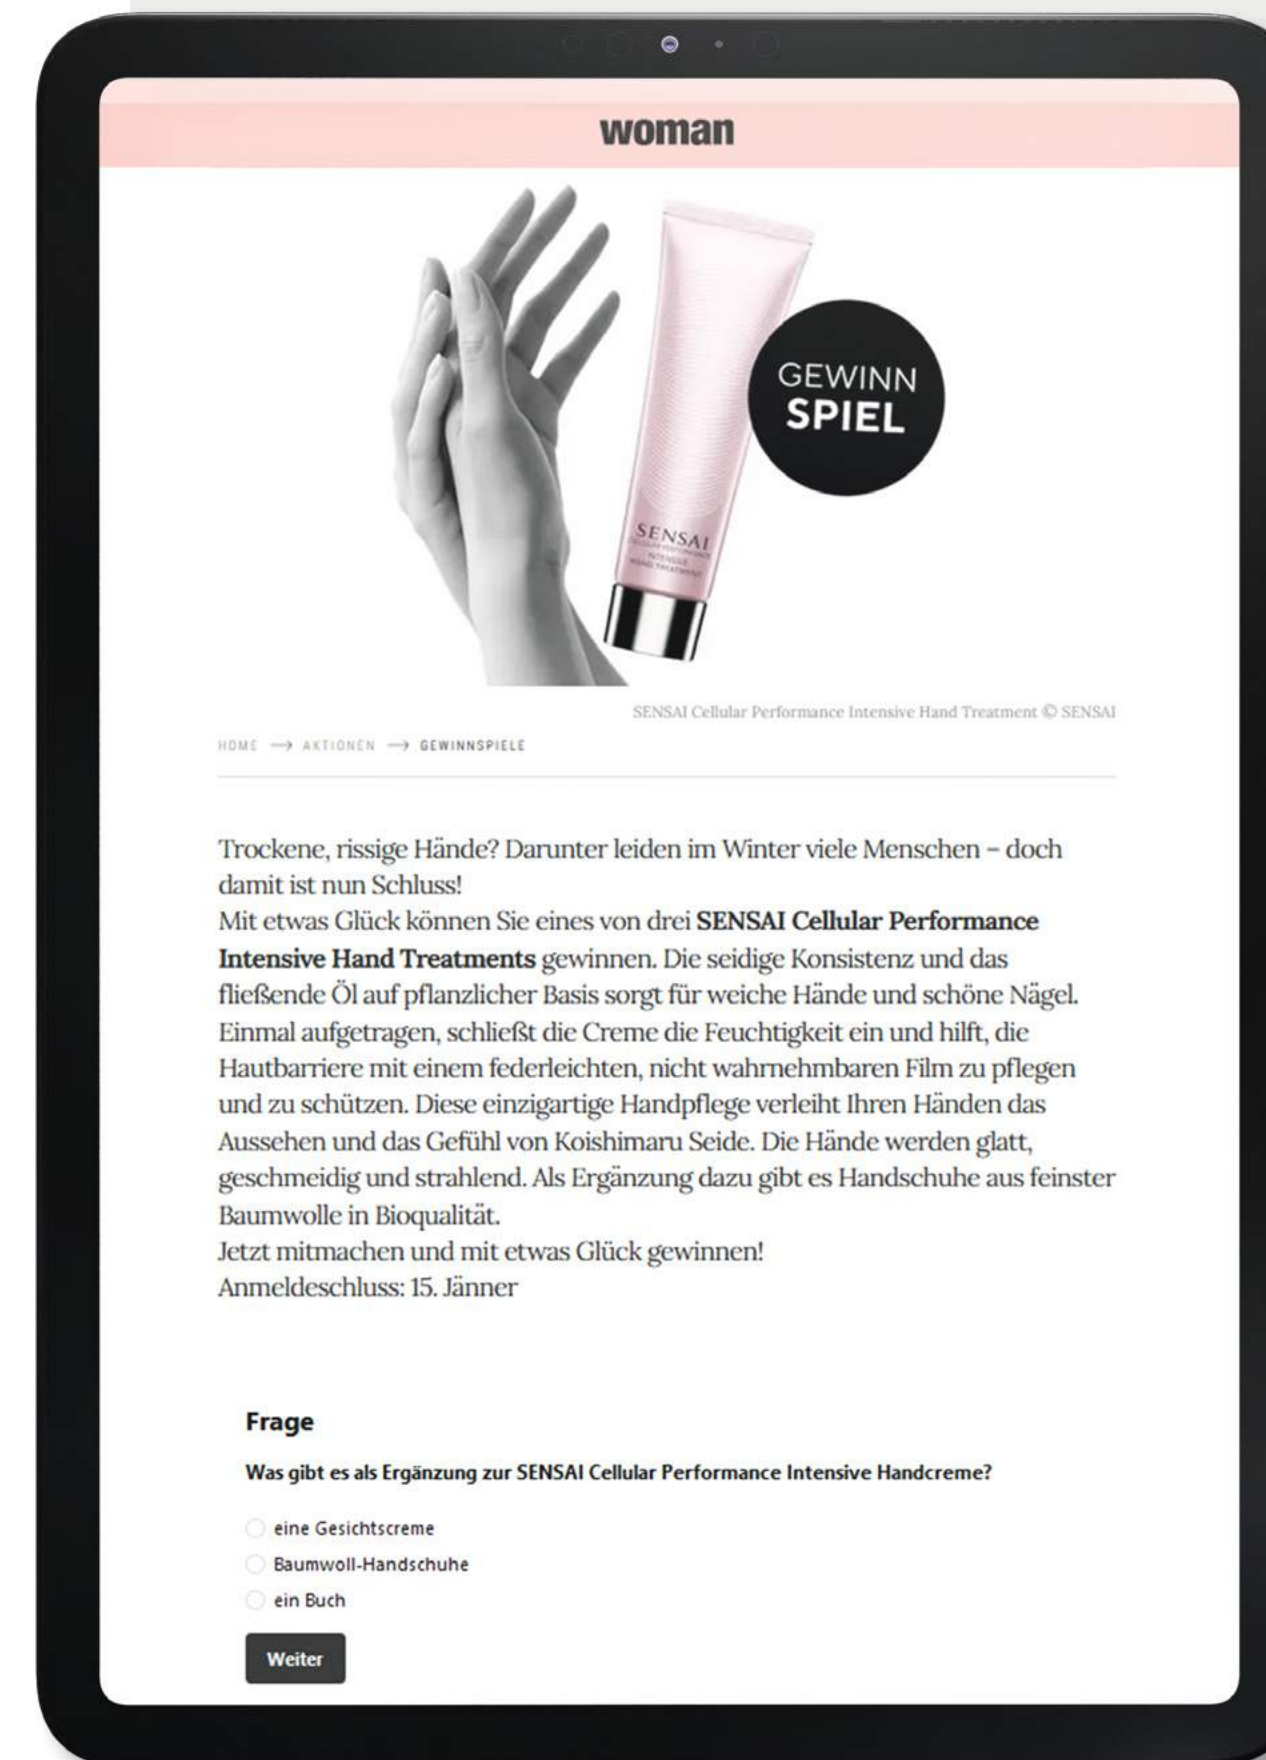 woman
GEWINN
SPIEL
SENSAI
CELLULAR PERFORMANCE
INTENSIVE
HAND TREATMENT
SENSAI Cellular Performance Intensive Hand Treatment © SENSAI
HOME → AKTIONEN → GEWINNSPIELE
Trockene, rissige Hände? Darunter leiden im Winter viele Menschen – doch
damit ist nun Schluss!
Mit etwas Glück können Sie eines von drei SENSAI Cellular Performance
Intensive Hand Treatments gewinnen. Die seidige Konsistenz und das
fließende Öl auf pflanzlicher Basis sorgt für weiche Hände und schöne Nägel.
Einmal aufgetragen, schließt die Creme die Feuchtigkeit ein und hilft, die
Hautbarriere mit einem federleichten, nicht wahrnehmbaren Film zu pflegen
und zu schützen. Diese einzigartige Handpflege verleiht Ihren Händen das
Aussehen und das Gefühl von Koishimaru Seide. Die Hände werden glatt,
geschmeidig und strahlend. Als Ergänzung dazu gibt es Handschuhe aus feinster
Baumwolle in Bioqualität.
Jetzt mitmachen und mit etwas Glück gewinnen!
Anmeldeschluss: 15. Jänner
Frage
Was gibt es als Ergänzung zur SENSAI Cellular Performance Intensive Handcreme?
eine Gesichtscreme
Baumwoll-Handschuhe
ein Buch
Weiter